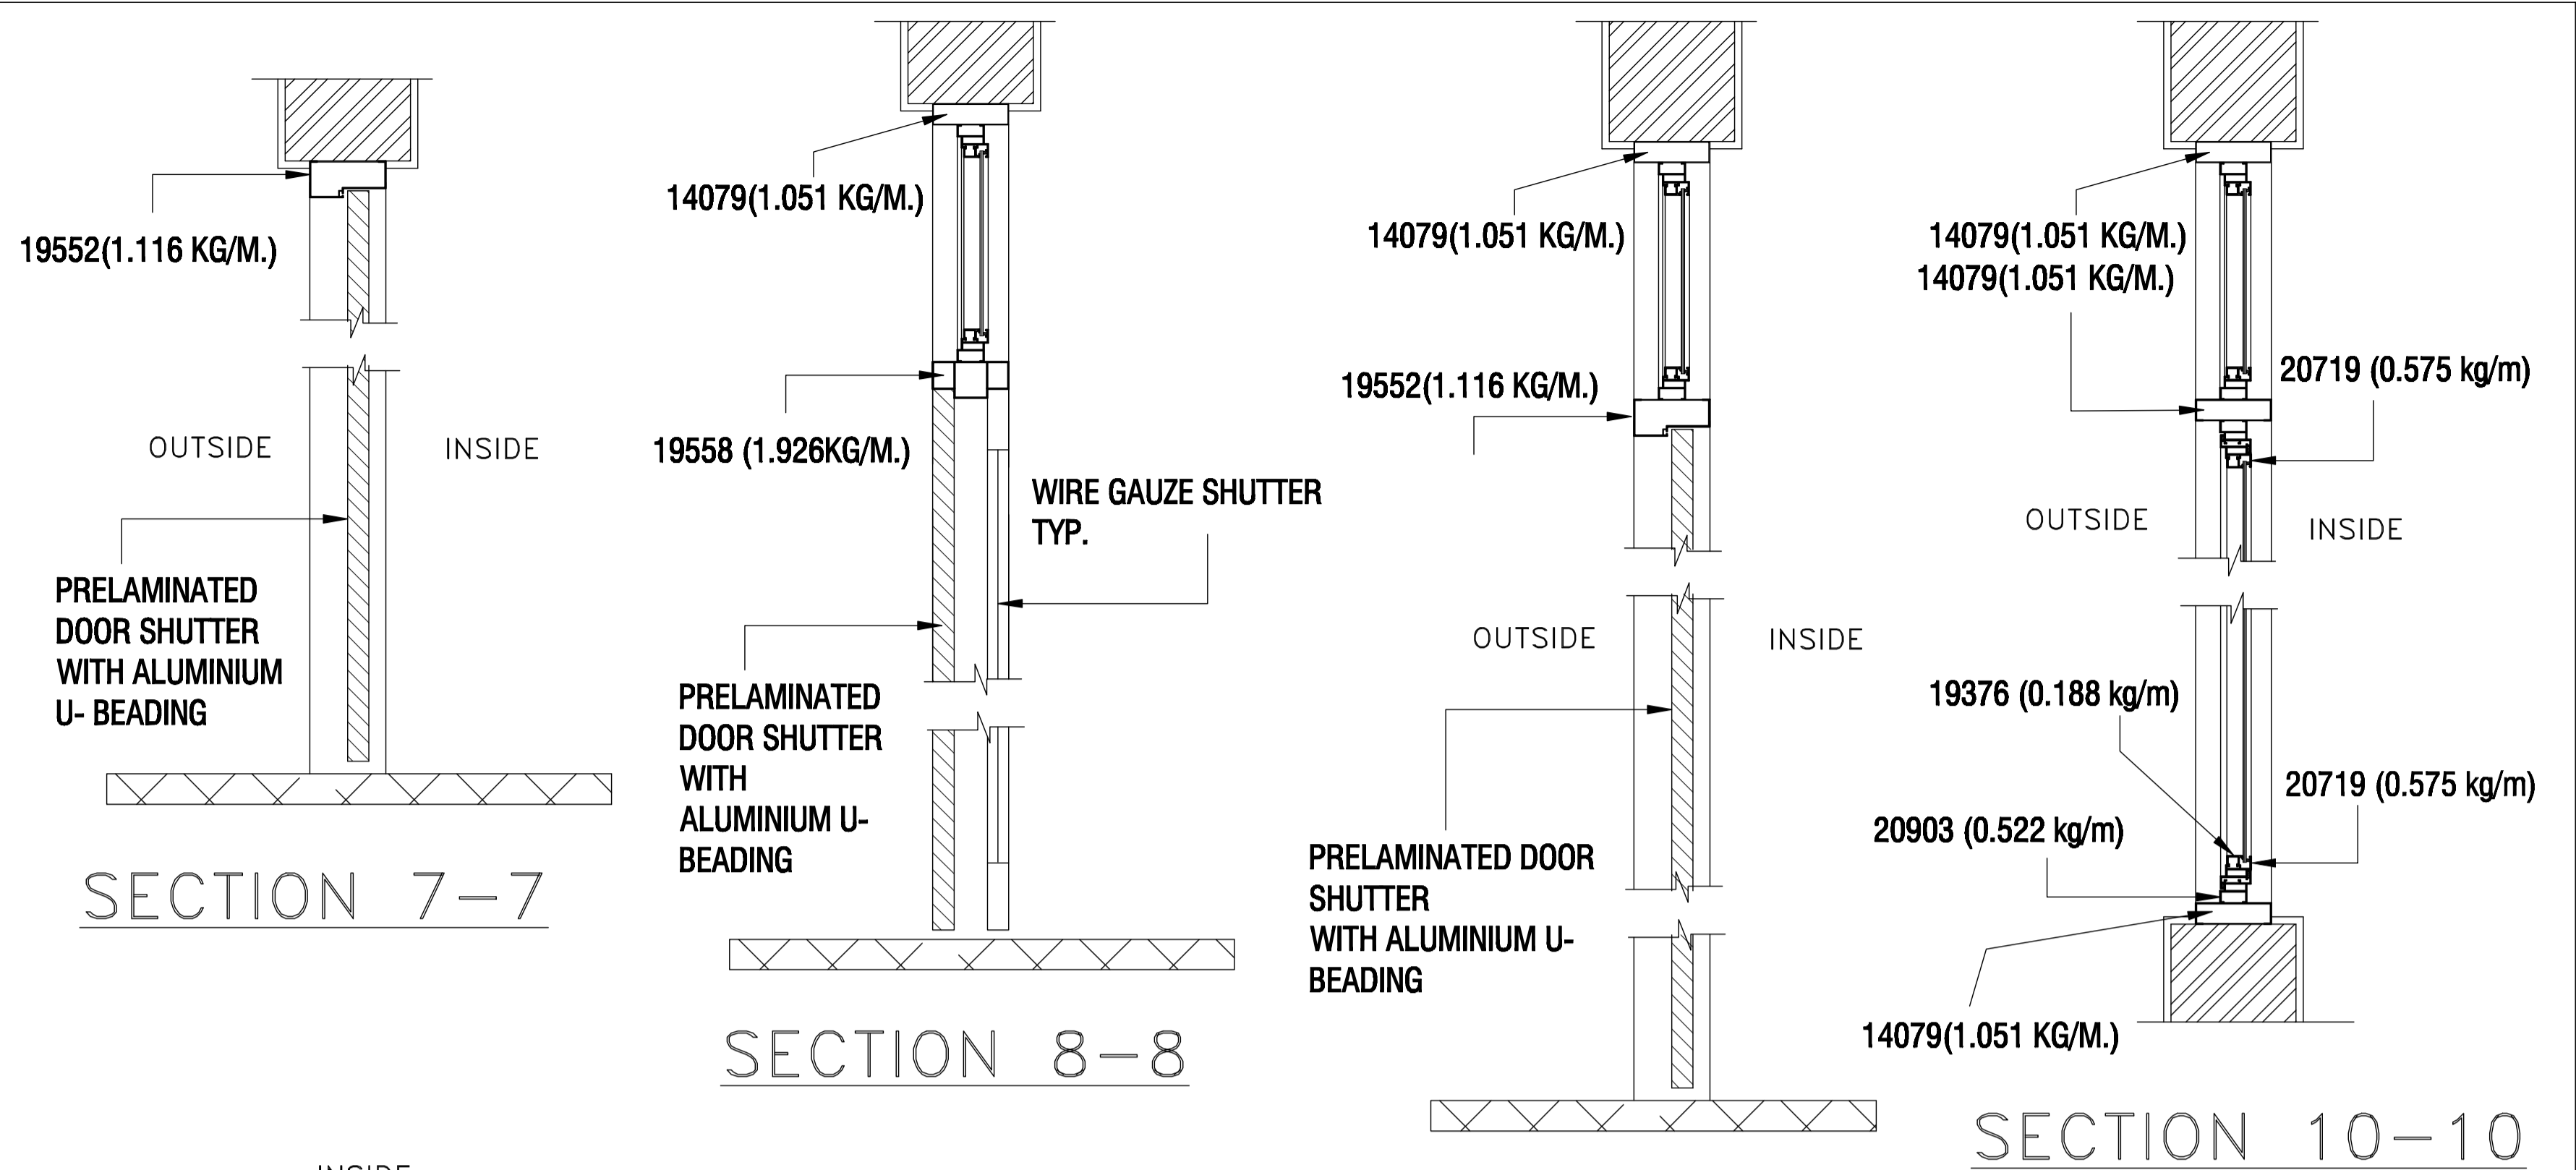 19552(1.116 KG/M.)
OUTSIDE
INSIDE
PRELAMINATED
DOOR SHUTTER
WITH ALUMINIUM
U- BEADING
SECTION 7-7
14079(1.051 KG/M.)
19558 (1.926KG/M.)
WIRE GAUZE SHUTTER
TYP.
PRELAMINATED
DOOR SHUTTER
WITH
ALUMINIUM U-
BEADING
SECTION 8-8
14079(1.051 KG/M.)
19552(1.116 KG/M.)
OUTSIDE
INSIDE
PRELAMINATED DOOR
SHUTTER
WITH ALUMINIUM U-
BEADING
14079(1.051 KG/M.)
14079(1.051 KG/M.)
20719 (0.575 kg/m)
OUTSIDE
INSIDE
19376 (0.188 kg/m)
20719 (0.575 kg/m)
20903 (0.522 kg/m)
14079(1.051 KG/M.)
SECTION 10-10
INSIDE